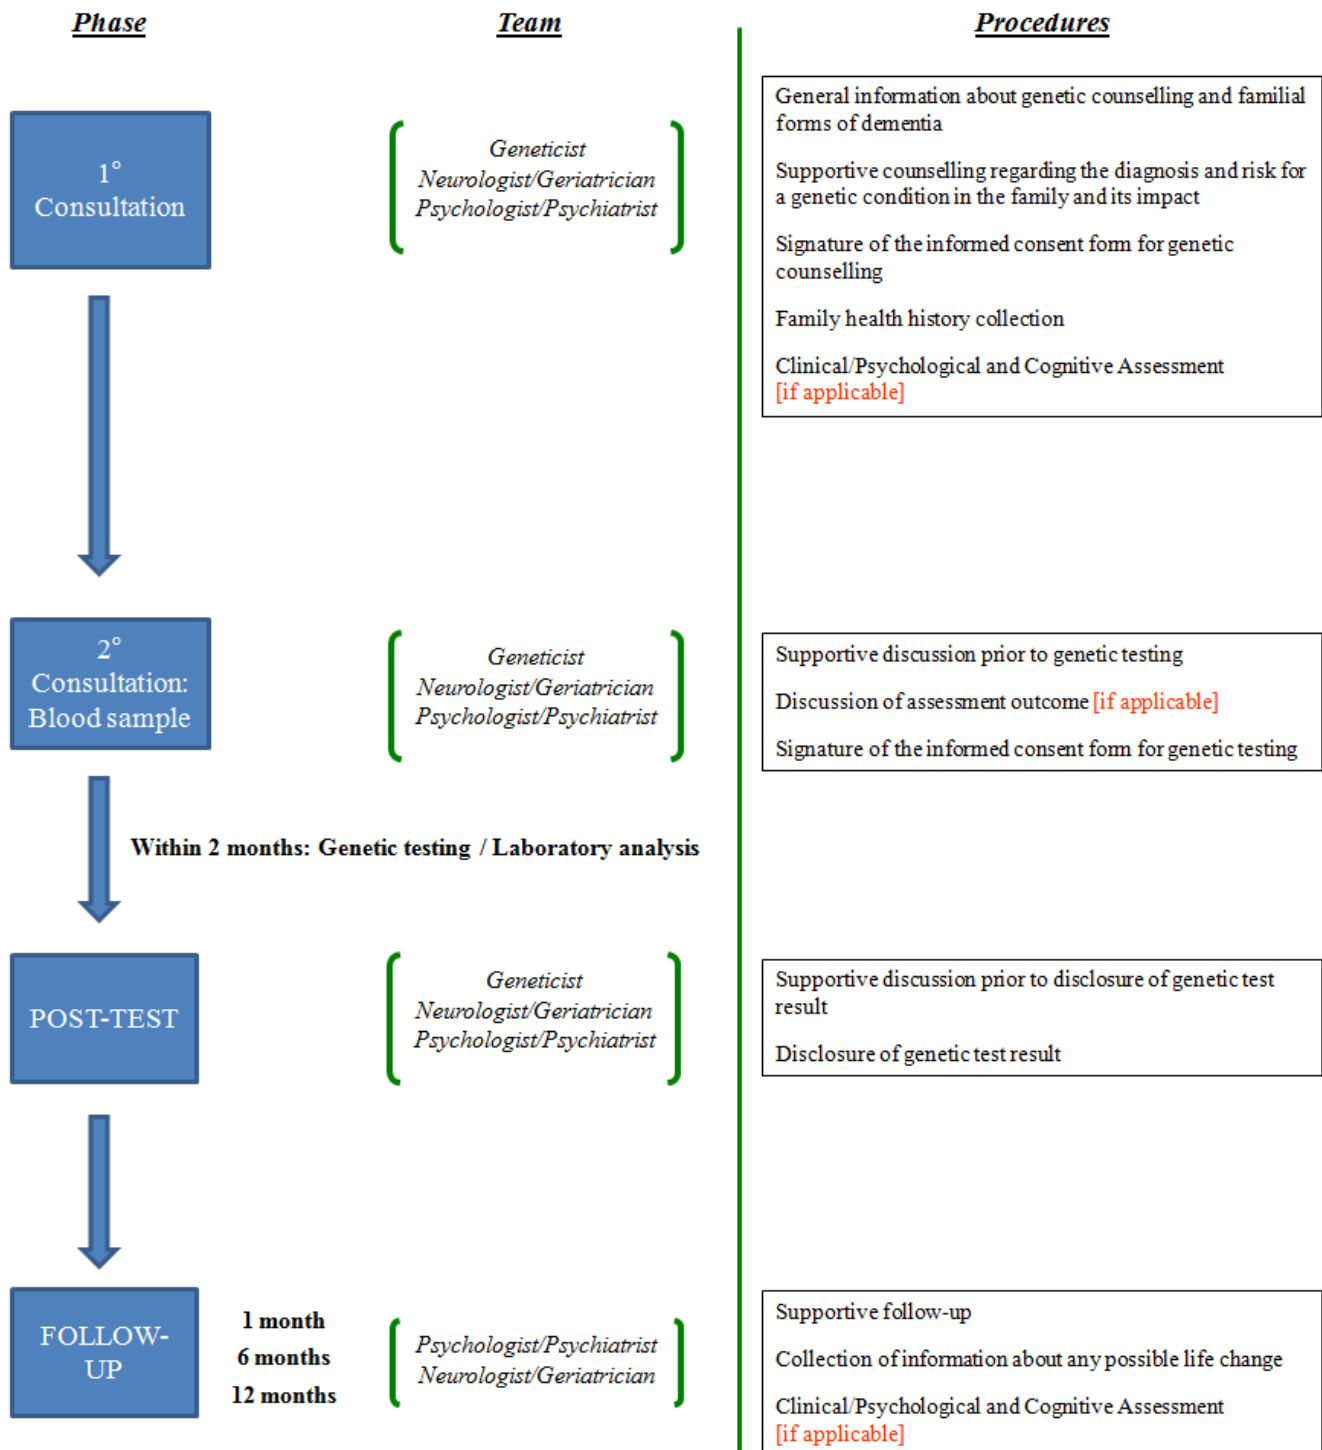 Phase
Team
Procedures
1°
Consultation
Geneticist
Neurologist/Geriatrician
Psychologist/Psychiatrist
General information about genetic counselling and familial
forms of dementia
Supportive counselling regarding the diagnosis and risk for
a genetic condition in the family and its impact
Signature of the informed consent form for genetic
counselling
Family health history collection
Clinical/Psychological and Cognitive Assessment
[if applicable]
2°
Consultation:
Blood sample
Geneticist
Neurologist/Geriatrician
Psychologist/Psychiatrist
Supportive discussion prior to genetic testing
Discussion of assessment outcome [if applicable]
Signature of the informed consent form for genetic testing
Within 2 months: Genetic testing / Laboratory analysis
POST-TEST
Geneticist
Neurologist/Geriatrician
Psychologist/Psychiatrist
Supportive discussion prior to disclosure of genetic test
result
Disclosure of genetic test result
FOLLOW-
UP
1 month
6 months
12 months
Psychologist/Psychiatrist
Neurologist/Geriatrician
Supportive follow-up
Collection of information about any possible life change
Clinical/Psychological and Cognitive Assessment
[if applicable]